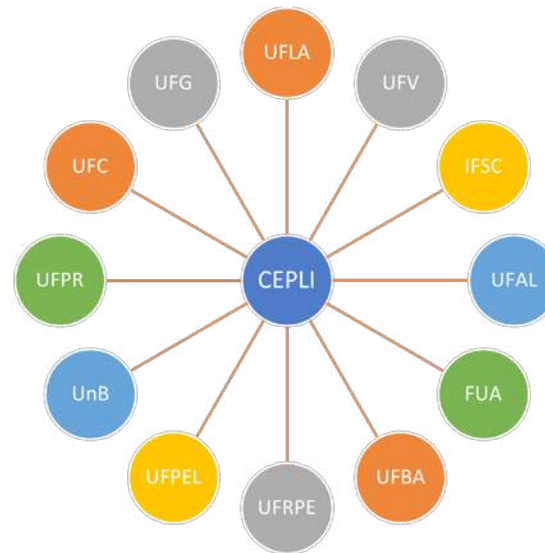 UFLA
UFG
UFV
UFC
IFSC
UFPR
CEPLI
UFAL
UnB
FUA
UFPEL
UFBA
UFRPE